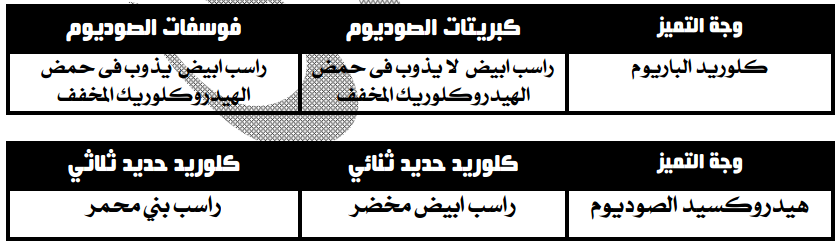 وجة التميز كبريتات الصوديوم فوسفات الصوديوم
كلوريد الباريوم راسب ابيض لا يذوب فى حمض راسب ابيض يذوب فى حمض
الهيدروكلوريك المخفف الهيدروكلوريك المخفف
وجة التميز كلوريد حديد ثنائي كلوريد حديد ثلاثي
هيدروكسيد الصوديوم راسب ابيض مخضر راسب بني محمر